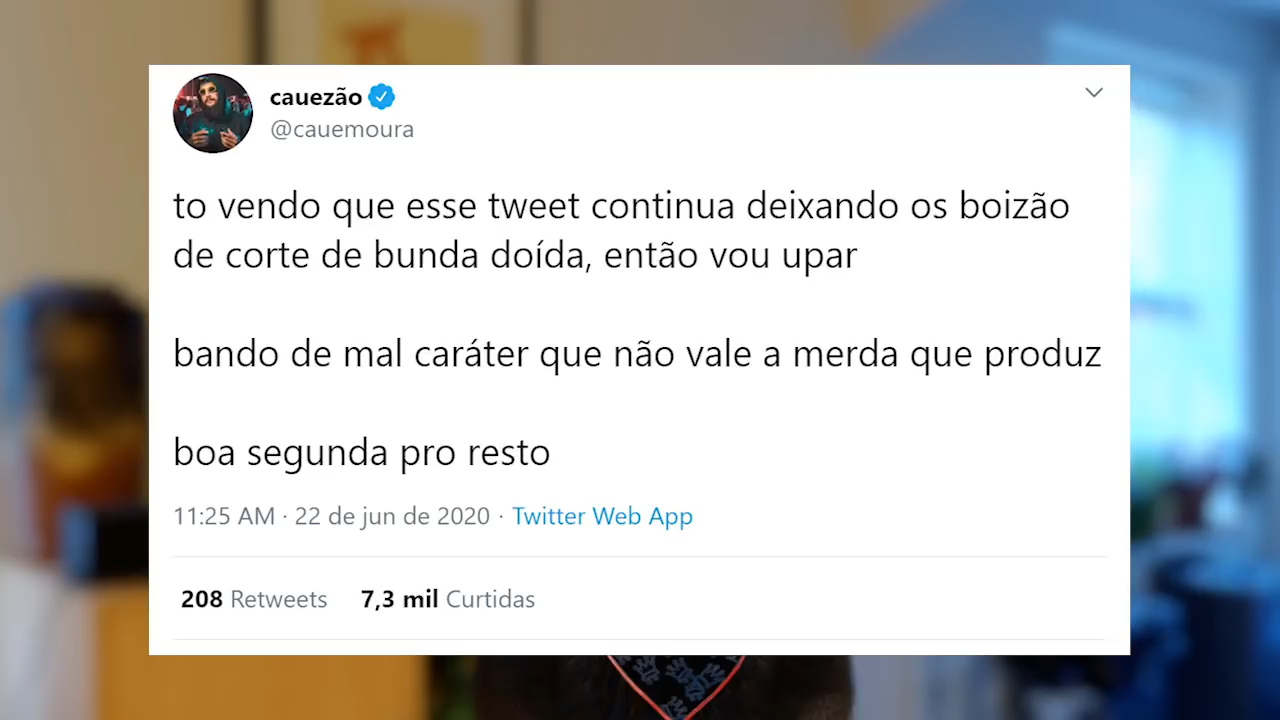 cauezão
@cauemoura
to vendo que esse tweet continua deixando os boizão
de corte de bunda doída, então vou upar
bando de mal caráter que não vale a merda que produz
boa segunda pro resto
11:25 AM · 22 de jun de 2020 · Twitter Web App
208 Retweets 7,3 mil Curtidas